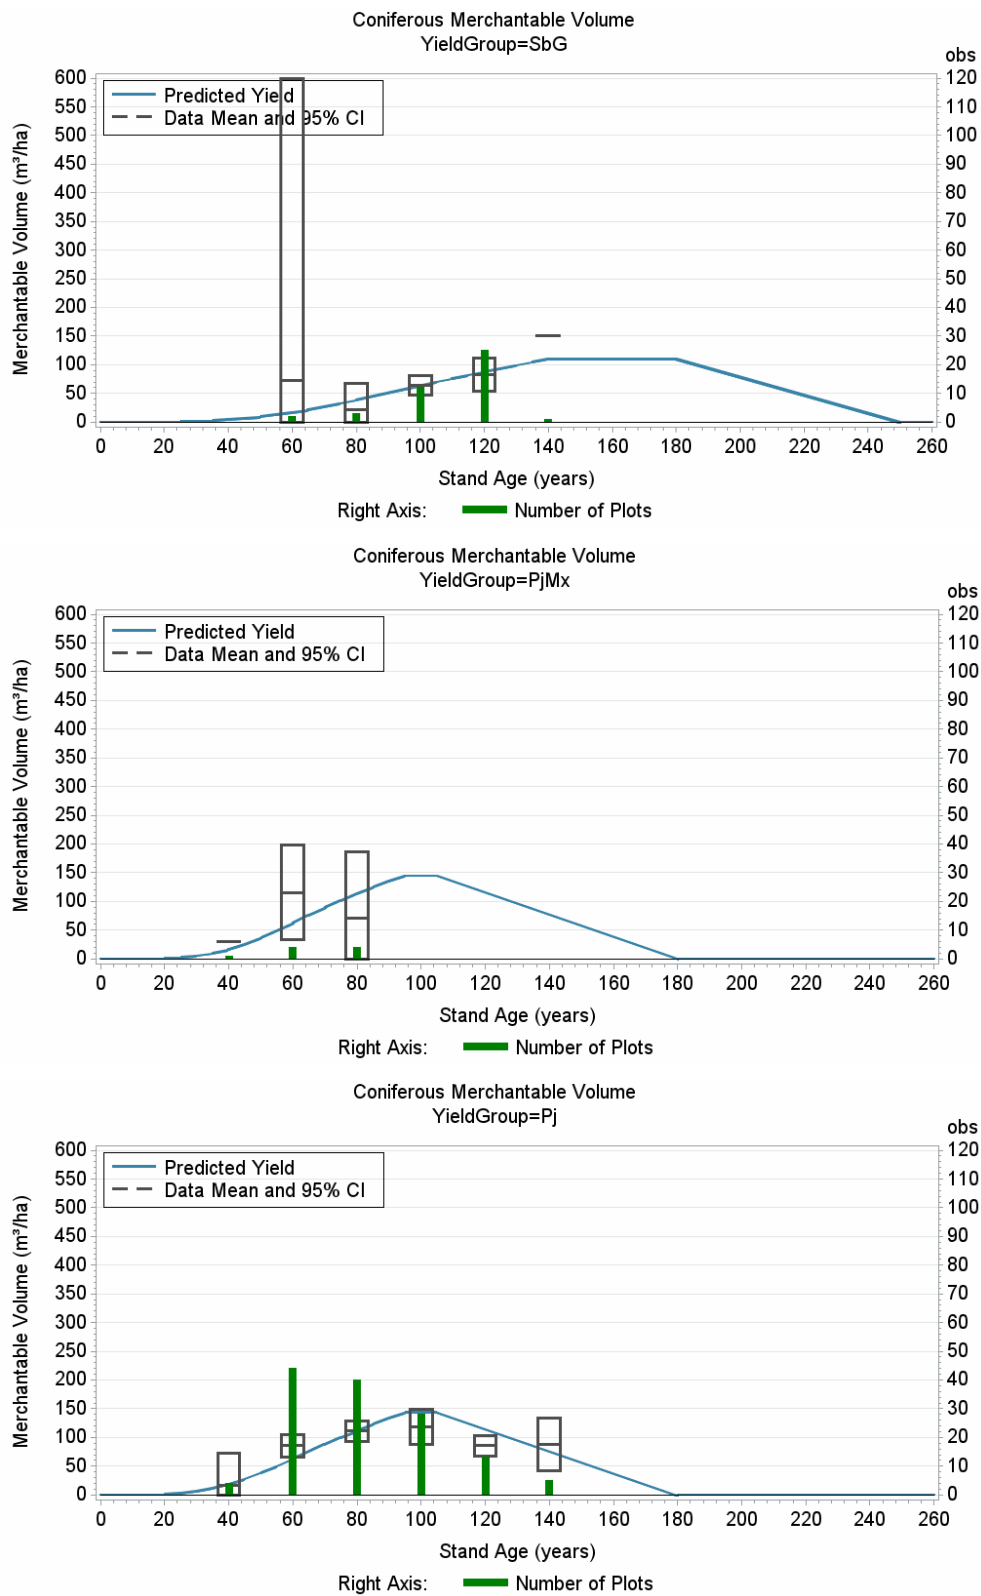 Coniferous Merchantable Volume
YieldGroup=SbG
obs
Predicted Yield
Data Mean and 95% CI
Merchantable Volume (m³/ha)
600
550
500
450
400
350
300
250
200
150
100
50
0
120
110
100
90
80
70
60
50
40
30
20
10
0
0 20 40 60 80 100 120 140 160 180 200 220 240 260
Stand Age (years)
Right Axis: Number of Plots
Coniferous Merchantable Volume
YieldGroup=PjMx
obs
Predicted Yield
Data Mean and 95% CI
Merchantable Volume (m³/ha)
600
550
500
450
400
350
300
250
200
150
100
50
0
120
110
100
90
80
70
60
50
40
30
20
10
0
0 20 40 60 80 100 120 140 160 180 200 220 240 260
Stand Age (years)
Right Axis: Number of Plots
Coniferous Merchantable Volume
YieldGroup=Pj
obs
Predicted Yield
Data Mean and 95% CI
Merchantable Volume (m³/ha)
600
550
500
450
400
350
300
250
200
150
100
50
0
120
110
100
90
80
70
60
50
40
30
20
10
0
0 20 40 60 80 100 120 140 160 180 200 220 240 260
Stand Age (years)
Right Axis: Number of Plots